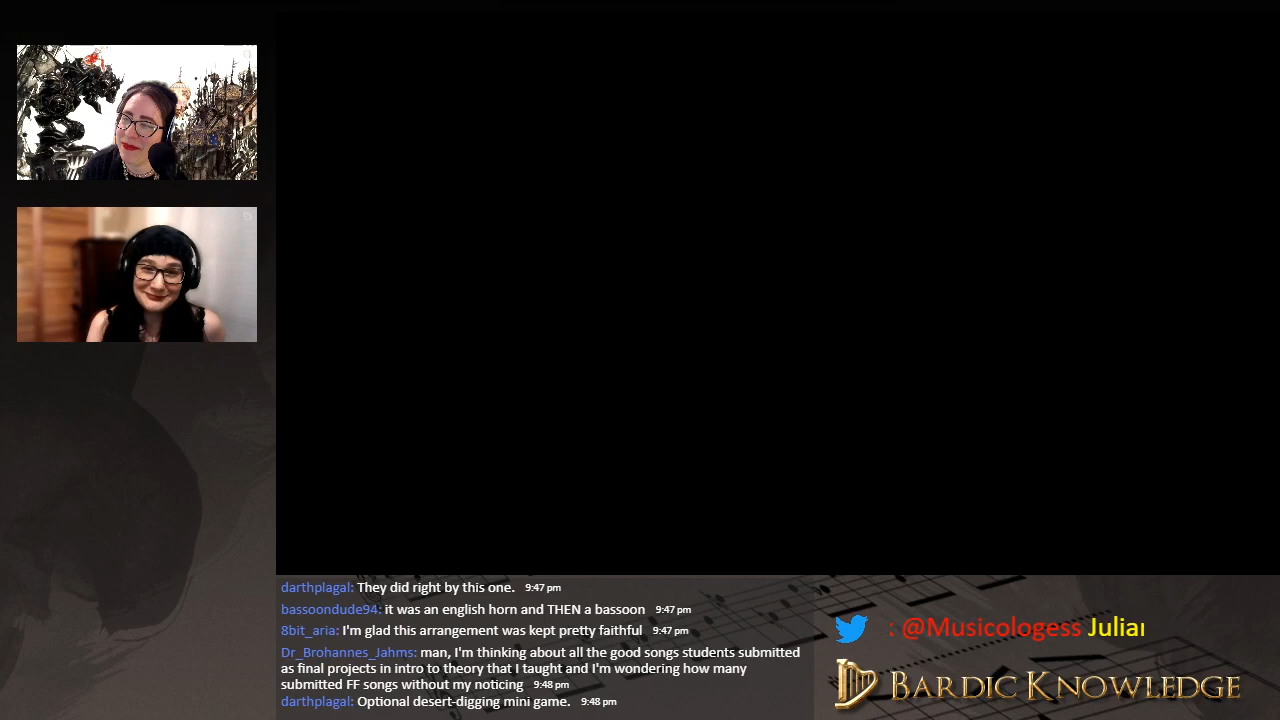 darthplagal: They did right by this one. 9:47 pm
bassoondude94: it was an english horn and THEN a bassoon 9:47 pm
8bit_aria: I'm glad this arrangement was kept pretty faithful 9:47 pm
Dr_Brohannes_Jahms: man, I'm thinking about all the good songs students submitted
as final projects in intro to theory that I taught and I'm wondering how many
submitted FF songs without my noticing 9:48 pm
darthplagal: Optional desert-digging mini game. 9:48 pm
: @Musicologess Julian
BARDIC KNOWLEDGE